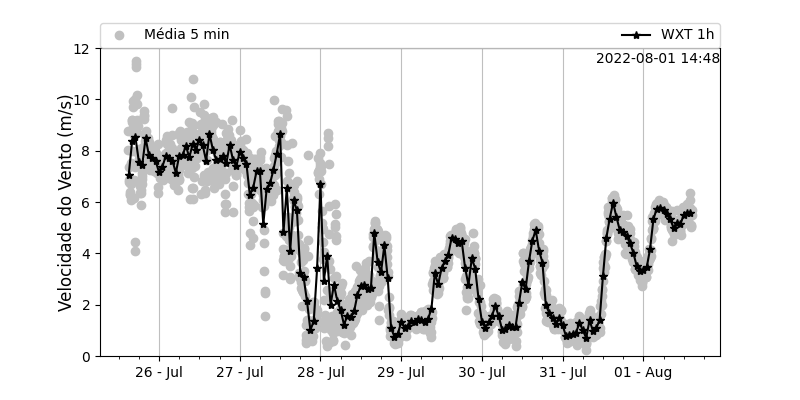 Média 5 min
WXT 1h
2022-08-01 14:48
Velocidade do Vento (m/s)
12
10
8
6
4
2
0
26 - Jul 27 - Jul 28 - Jul 29 - Jul 30 - Jul 31 - Jul 01 - Aug